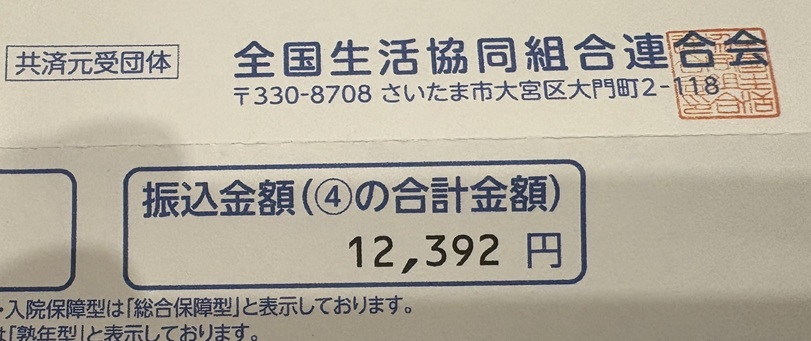 共済元受団体
全国生活協同組合連合会
〒330-8708 さいたま市大宮区大門町2-118
振込金額(④の合計金額)
12,392 円
・入院保障型は「総合保障型」と表示しております。
は「熟年型」と表示しております。